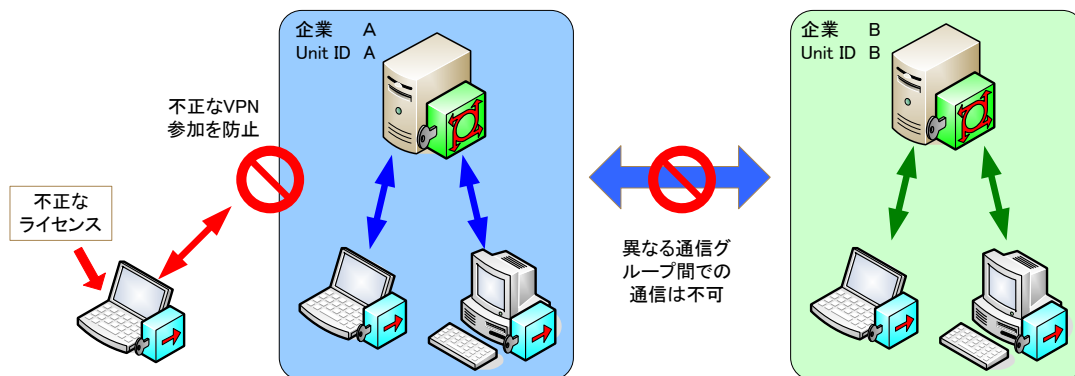 企業 A
Unit ID A
企業 B
Unit ID B
不正なVPN
参加を防止
不正な
ライセンス
異なる通信グ
ループ間での
通信は不可